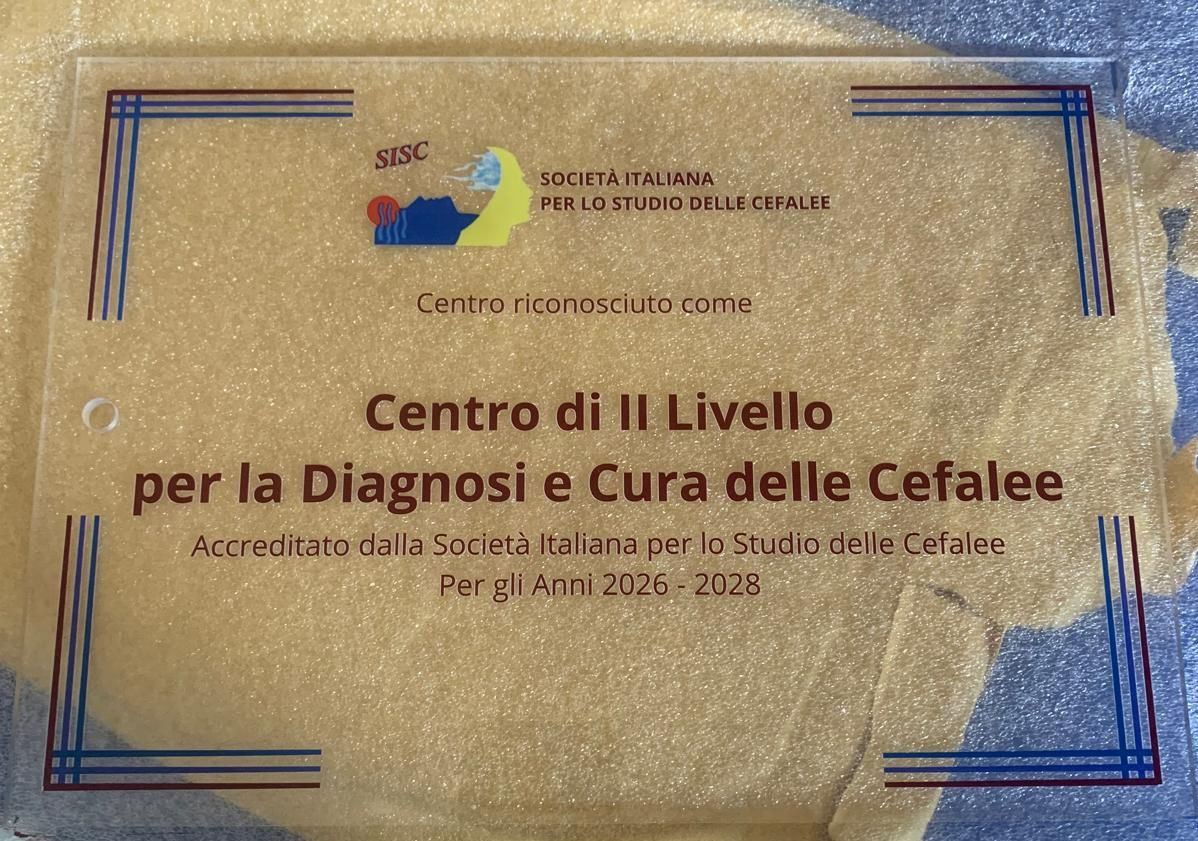 SISC
SOCIETÀ ITALIANA
PER LO STUDIO DELLE CEFALEE
Centro riconosciuto come
Centro di II Livello
per la Diagnosi e Cura delle Cefalee
Accreditato dalla Società Italiana per lo Studio delle Cefalee
Per gli Anni 2026 - 2028